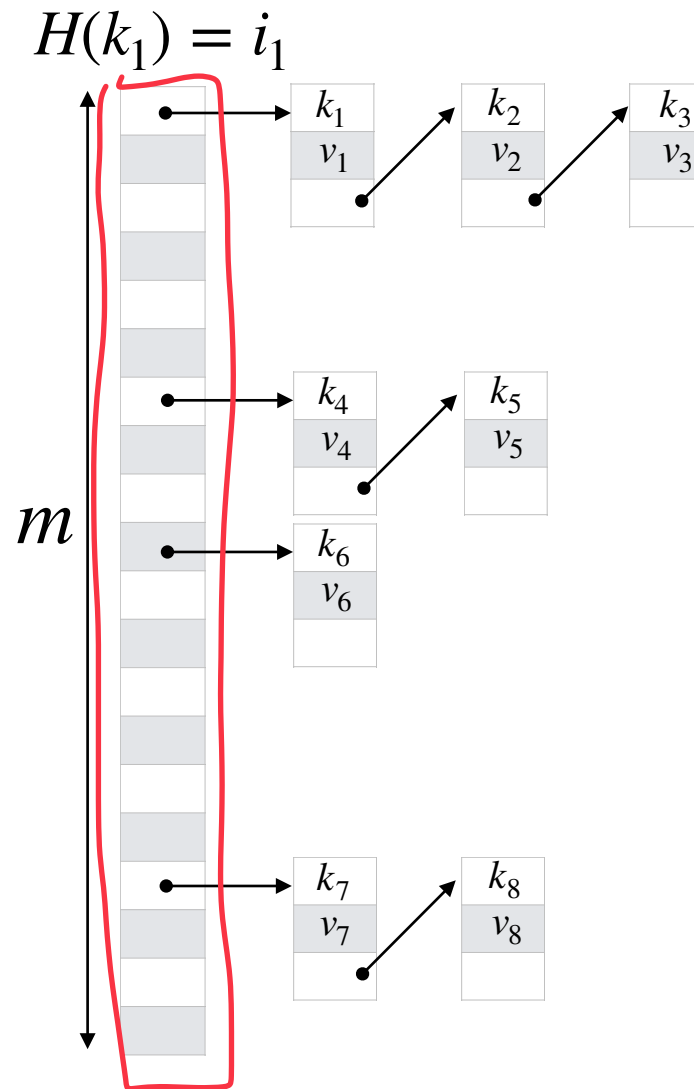 H(k₁) = i₁
k₁ k₂ k₃
v₁ v₂ v₃
k₄ k₅
v₄ v₅
m
k₆
v₆
k₇ k₈
v₇ v₈